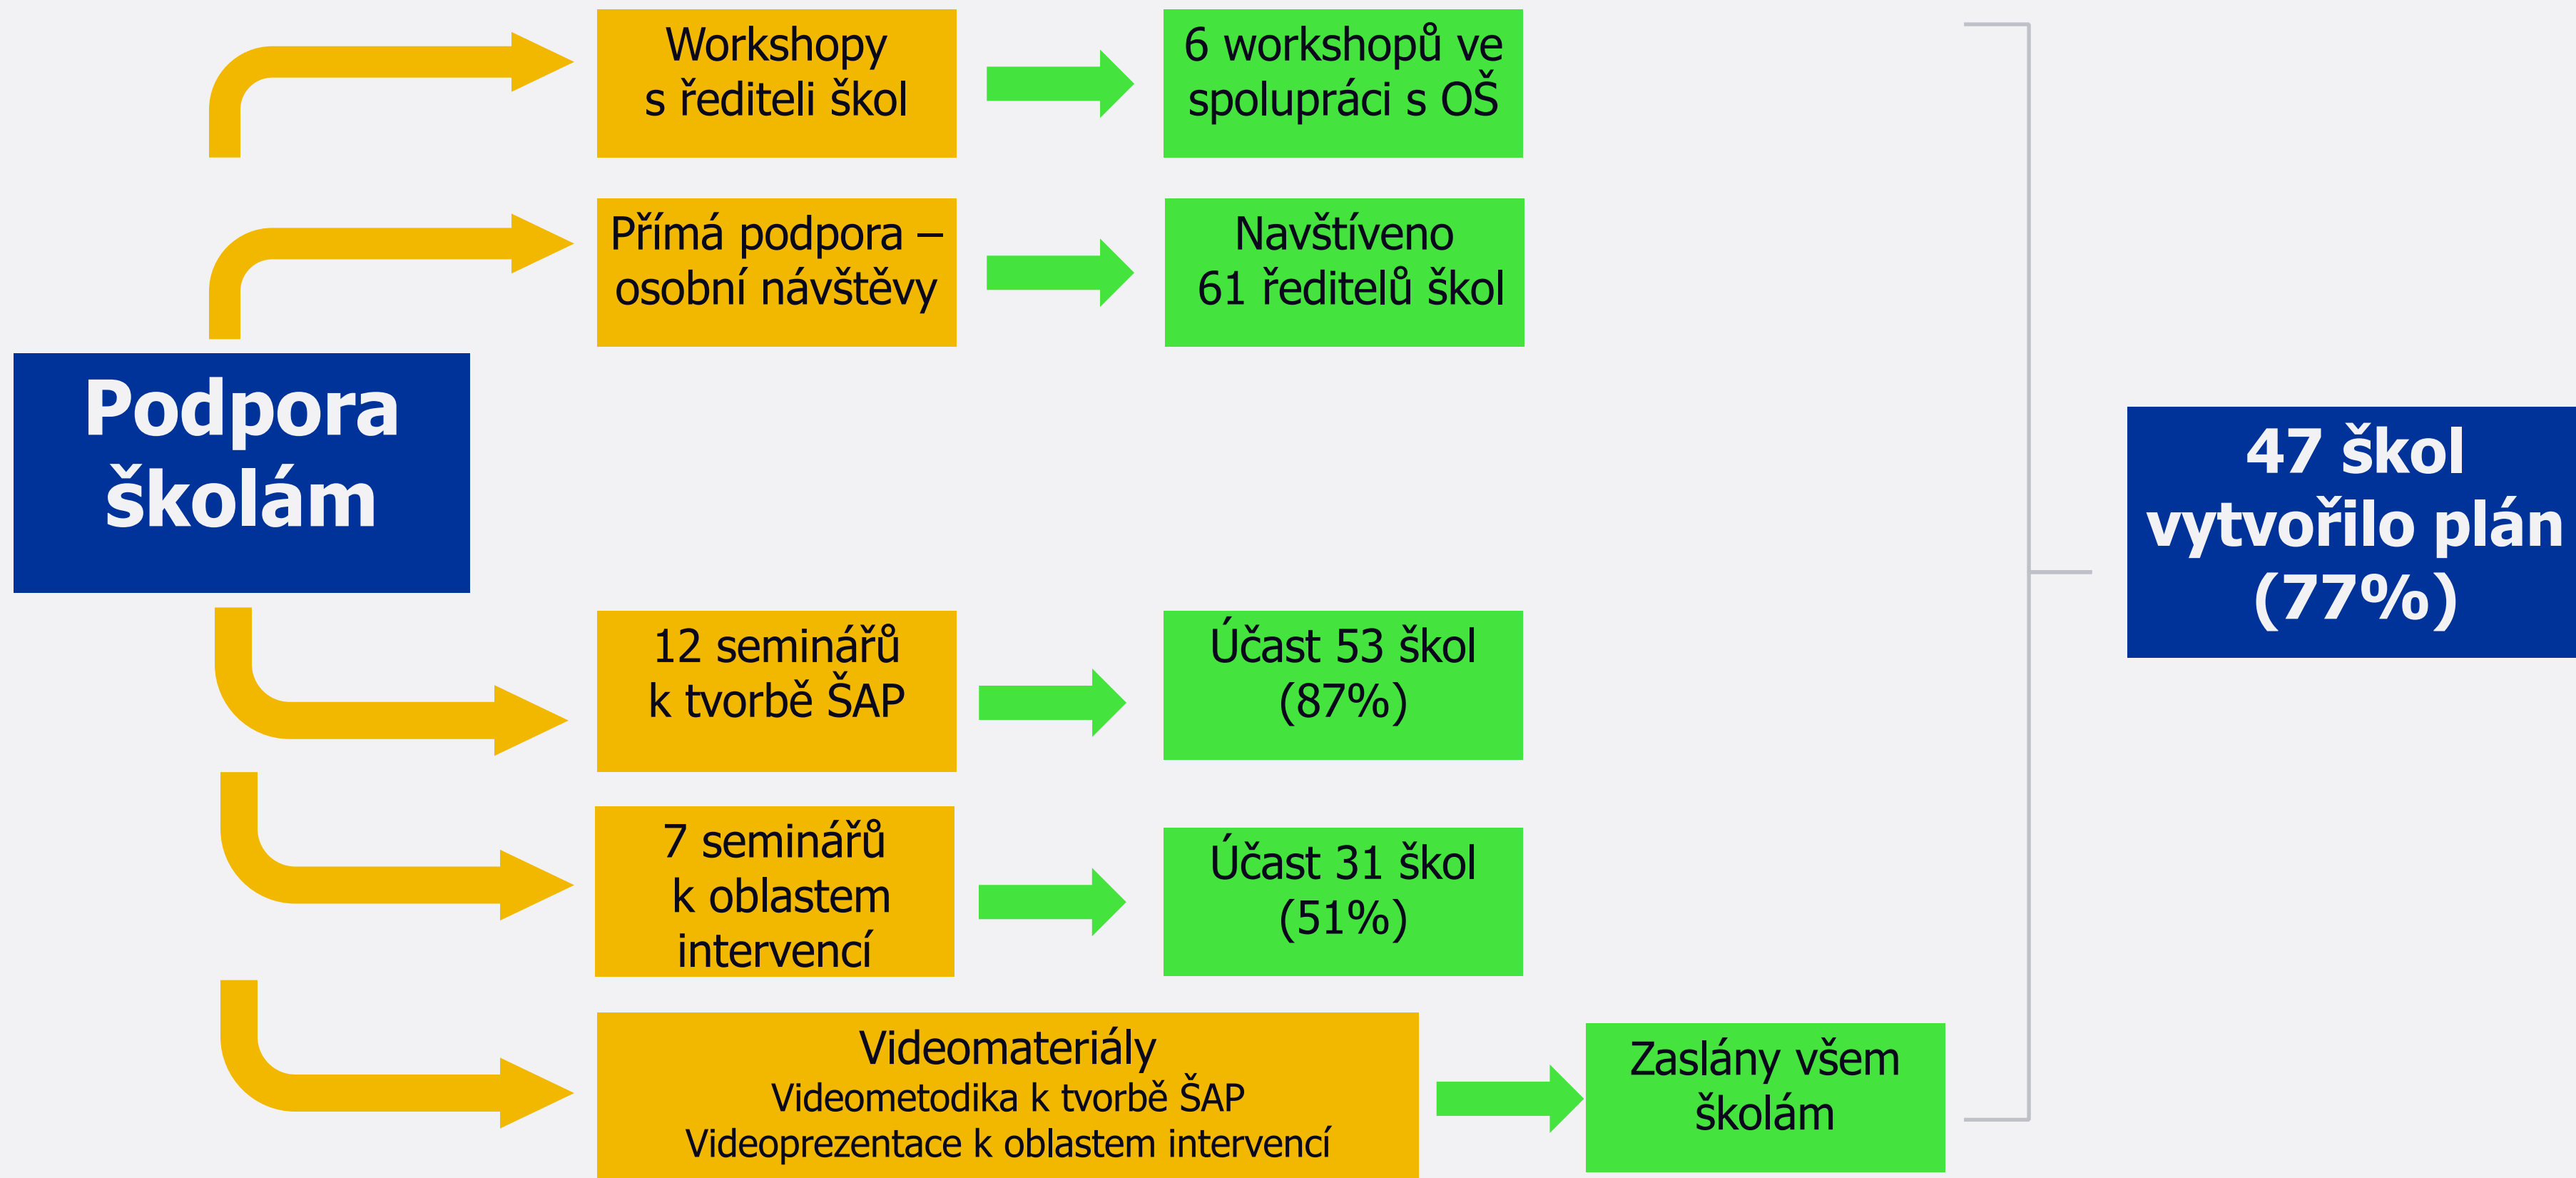 Workshopy
s řediteli škol
6 workshopů ve
spolupráci s OŠ
Přímá podpora –
osobní návštěvy
Navštíveno
61 ředitelů škol
Podpora
školám
47 škol
vytvořilo plán
(77%)
12 seminářů
k tvorbě ŠAP
Účast 53 škol
(87%)
7 seminářů
k oblastem
intervencí
Účast 31 škol
(51%)
Videomateriály
Videometodika k tvorbě ŠAP
Videoprezentace k oblastem intervencí
Zaslány všem
školám